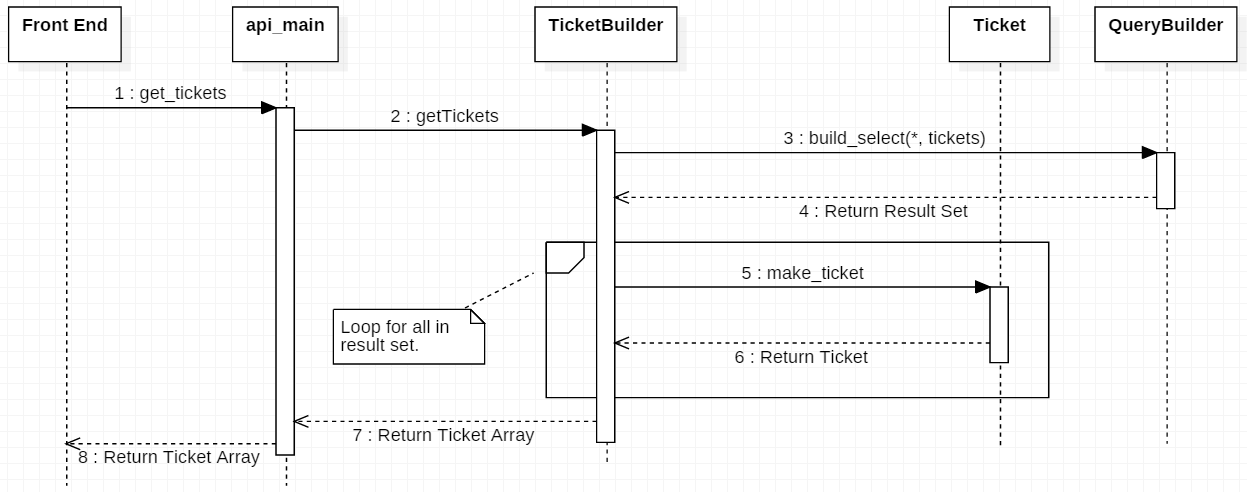 Front End
api_main
TicketBuilder
Ticket
QueryBuilder
1 : get_tickets
2 : getTickets
3 : build_select(*, tickets)
4 : Return Result Set
5 : make_ticket
Loop for all in
result set.
6 : Return Ticket
7 : Return Ticket Array
8 : Return Ticket Array